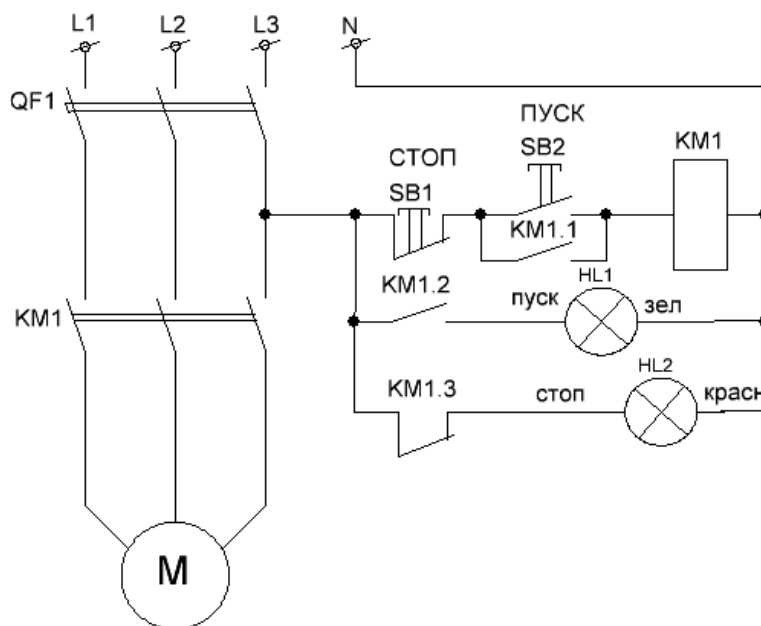 L1
L2
L3
N
QF1
ПУСК
SB2
KM1
СТОП
SB1
KM1.1
KM1.2
HL1
пуск
зел
KM1
HL2
KM1.3
стоп
красн
M